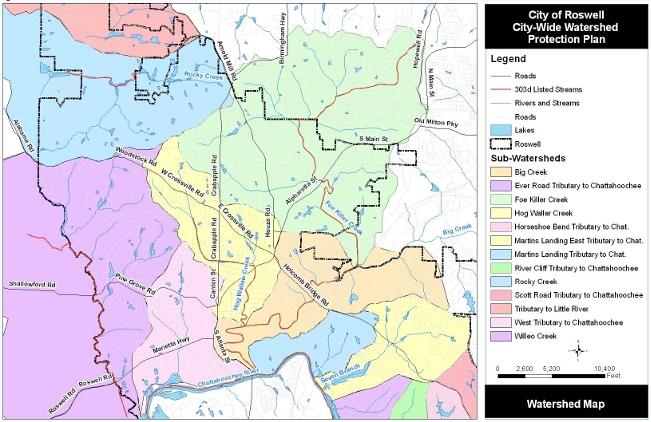 City of Roswell
City-Wide Watershed
Protection Plan
Legend
Roads
303d Listed Streams
Rivers and Streams
Roads
Lakes
Roswell
Sub-Watersheds
Big Creek
Ever Road Tributary to Chattahoochee
Foe Killer Creek
Hog Waller Creek
Horseshoe Bend Tributary to Chat.
Martins Landing East Tributary to Chat.
Martins Landing Tributary to Chat.
River Cliff Tributary to Chattahoochee
Rocky Creek
Scott Road Tributary to Chattahoochee
Tributary to Little River
West Tributary to Chattahoochee
Willeo Creek
0 2,600 5,200 10,400
Feet
Watershed Map
Birmingham Hwy
Arnold Mill Rd
Hopewell Rd
N Main St
Rocky Creek
Old Milton Pky
Alabama Rd
S Main St
Woodstock Rd
W Crossville Rd
Crabapple Rd
Alpharetta St
E Crossville Rd
Houze Rd
Foe Killer Creek
Crabapple Rd
Big Creek
Canton St
Hog Wallow Creek
Holcomb Bridge Rd
Shallowford Rd
Pine Grove Rd
Marietta Hwy
S Atlanta St
Chattahoochee River
Seven Branch
Roswell Rd
Roswell Rd